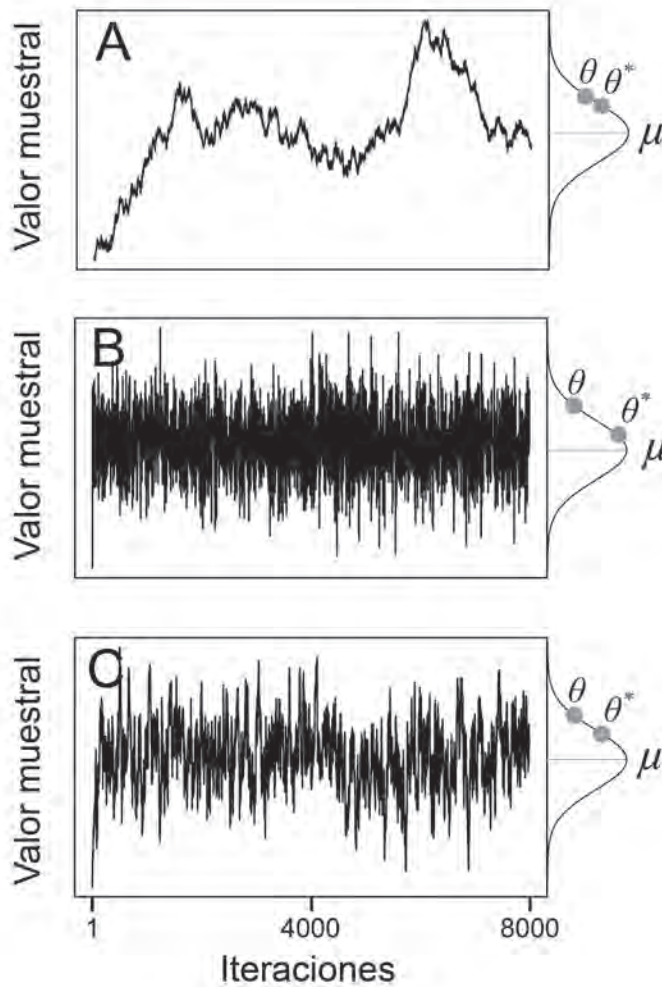 A
Valor muestral
θ θ*
μ
B
Valor muestral
θ
θ*
μ
C
Valor muestral
θ
θ*
μ
1 4000 8000
Iteraciones